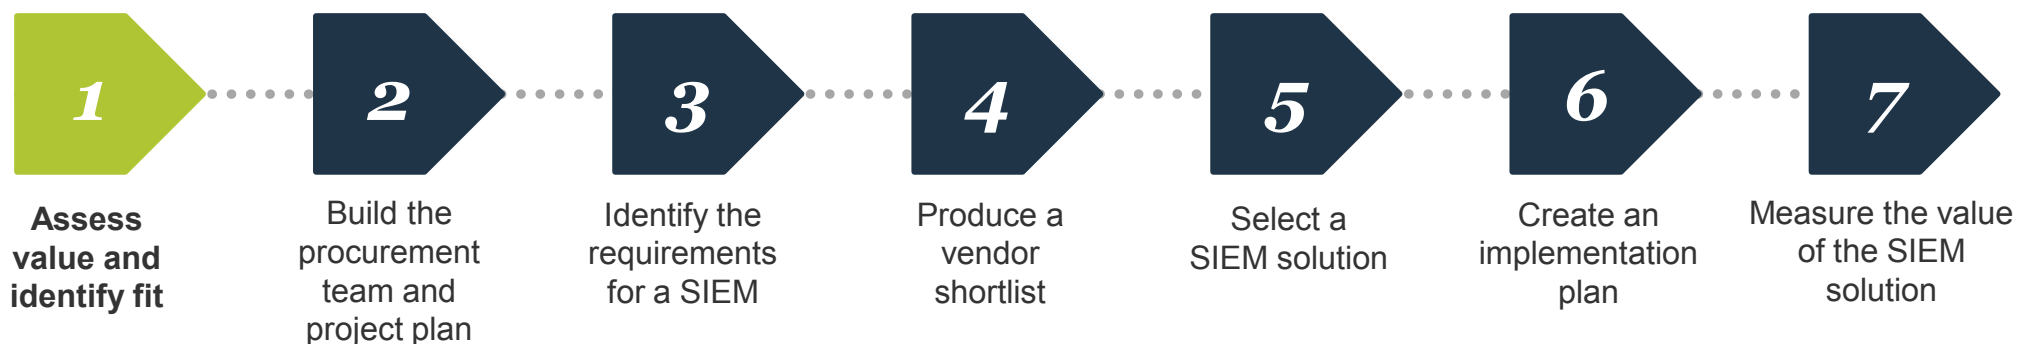 1
Assess
value and
identify fit
2
Build the
procurement
team and
project plan
3
Identify the
requirements
for a SIEM
4
Produce a
vendor
shortlist
5
Select a
SIEM solution
6
Create an
implementation
plan
7
Measure the value
of the SIEM
solution